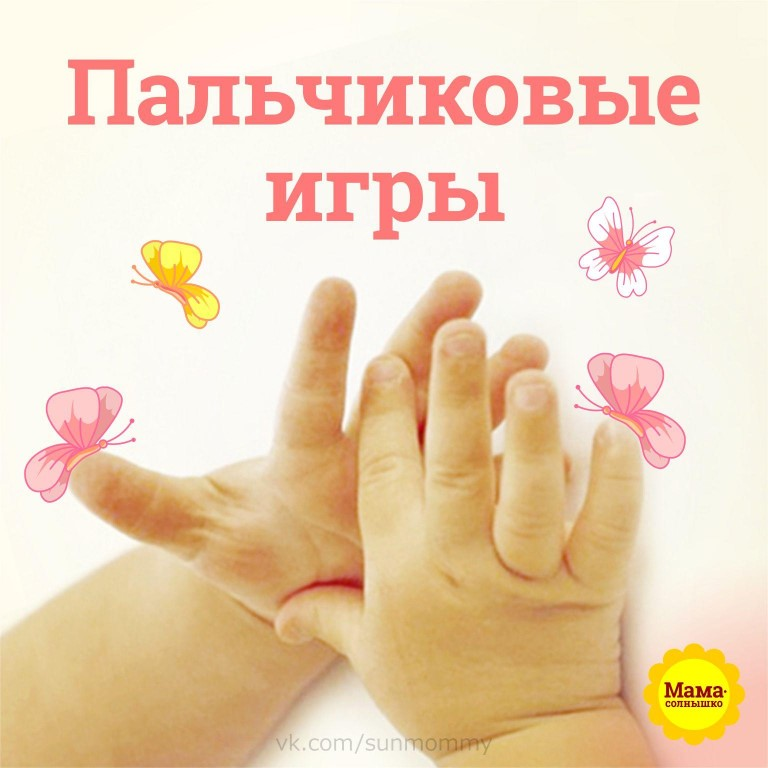 Пальчиковые
игры
Мама-
солнышко
vk.com/sunmommy